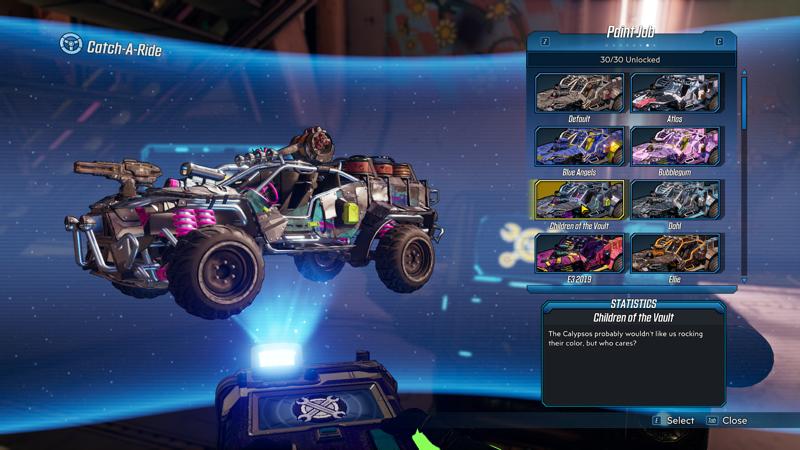 Catch-A-Ride
Paint Job
Z
C
30/30 Unlocked
Default
Atlas
Blue Angels
Bubblegum
Children of the Vault
Dahl
E3 2019
Ellie
STATISTICS
Children of the Vault
The Calypsos probably wouldn't like us rocking
their color, but who cares?
E Select
Tab Close